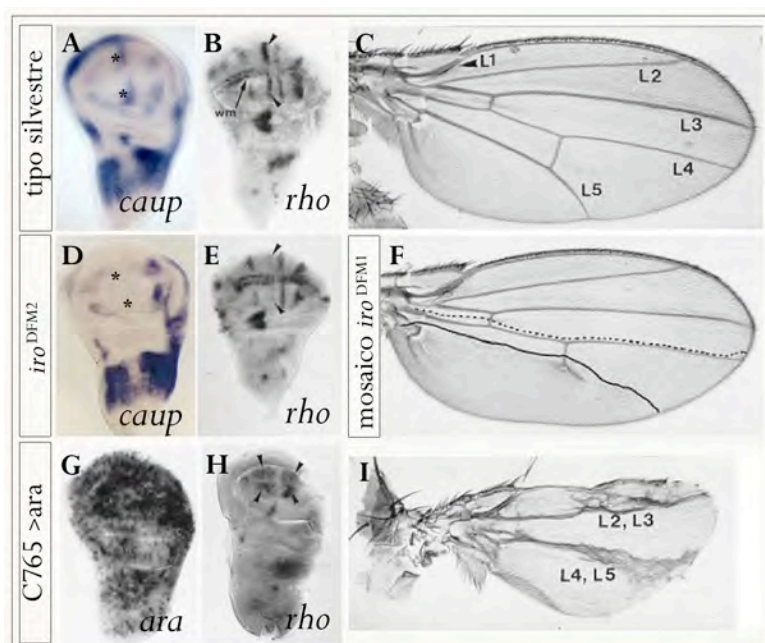 tipo silvestre
A
*
*
caup
B
wm
rho
C
L1
L2
L3
L4
L5
iro DFM2
D
*
*
caup
E
rho
mosaico iro DFM1
F
C765 >ara
G
ara
H
rho
I
L2, L3
L4, L5